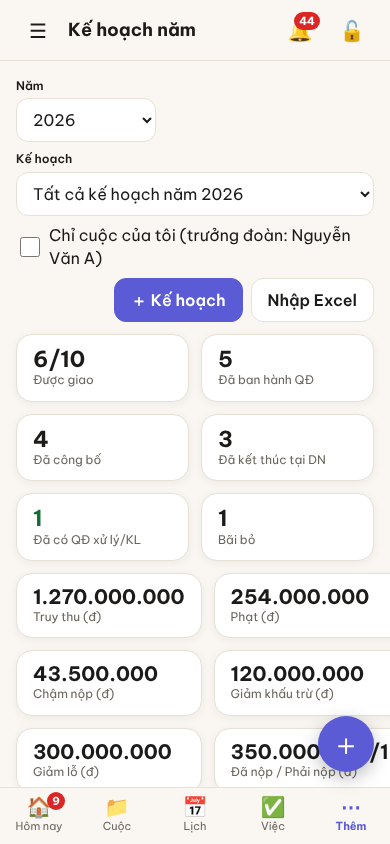 ☰ Kế hoạch năm 44
Năm
2026
Kế hoạch
Tất cả kế hoạch năm 2026
Chỉ cuộc của tôi (trưởng đoàn: Nguyễn
Văn A)
+ Kế hoạch Nhập Excel
6/10 5
Được giao Đã ban hành QĐ
4 3
Đã công bố Đã kết thúc tại DN
1 1
Đã có QĐ xử lý/KL Bãi bỏ
1.270.000.000 254.000.000
Truy thu (đ) Phạt (đ)
43.500.000 120.000.000
Chậm nộp (đ) Giảm khấu trừ (đ)
300.000.000 350.000
Giảm lỗ (đ) Đã nộp / Phải nộp (đ)
+
9
Hôm nay Cuộc Lịch Việc Thêm